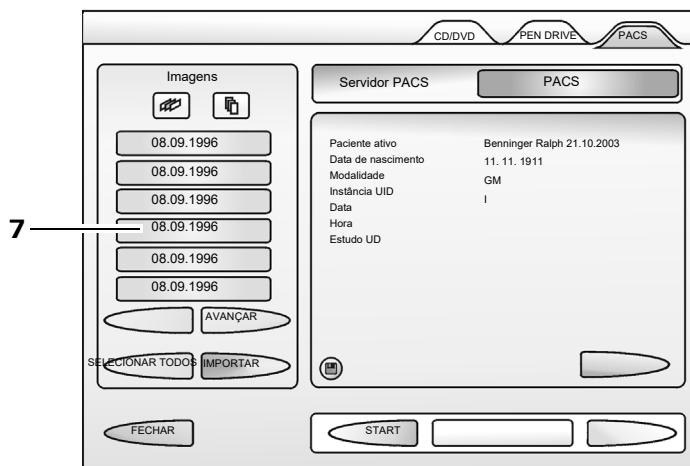 CD/DVD
PEN DRIVE
PACS
Imagens
Servidor PACS
PACS
08.09.1996
08.09.1996
08.09.1996
08.09.1996
08.09.1996
08.09.1996
7
AVANÇAR
SELECIONAR TODOS
IMPORTAR
Paciente ativo Benninger Ralph 21.10.2003
Data de nascimento 11. 11. 1911
Modalidade GM
Instância UID I
Data
Hora
Estudo UD
FECHAR
START